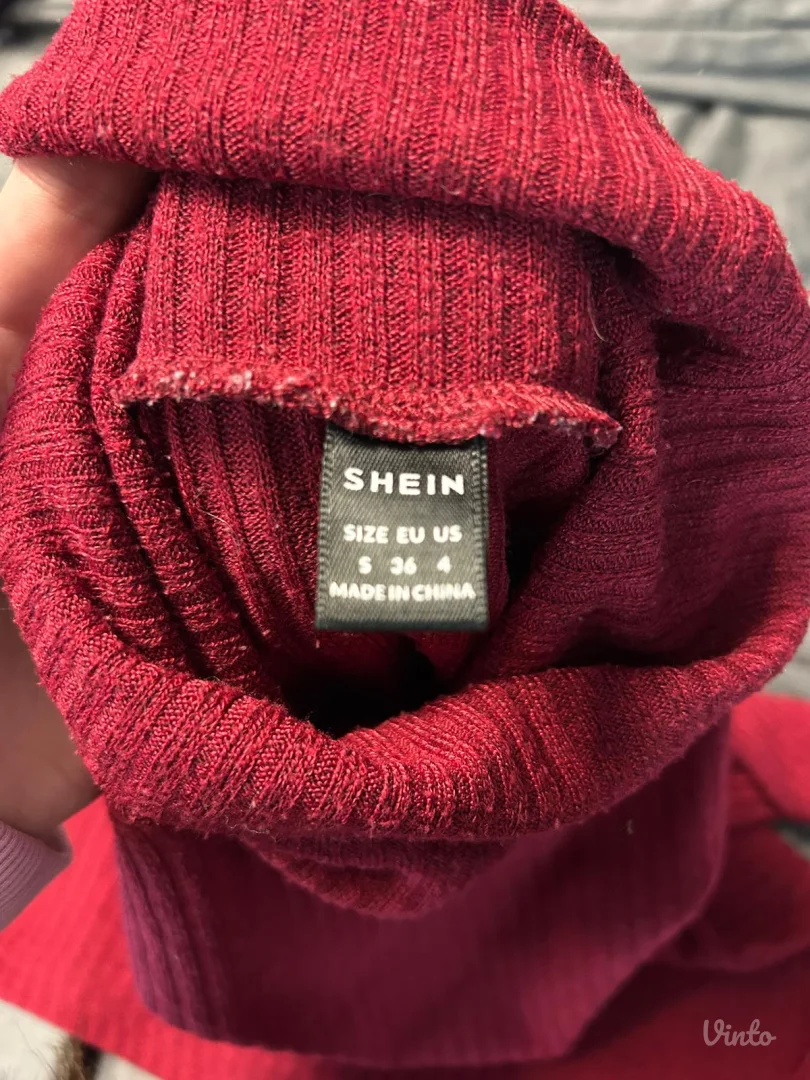 SHEIN
SIZE EU US
S 36 4
MADE IN CHINA
Vinto